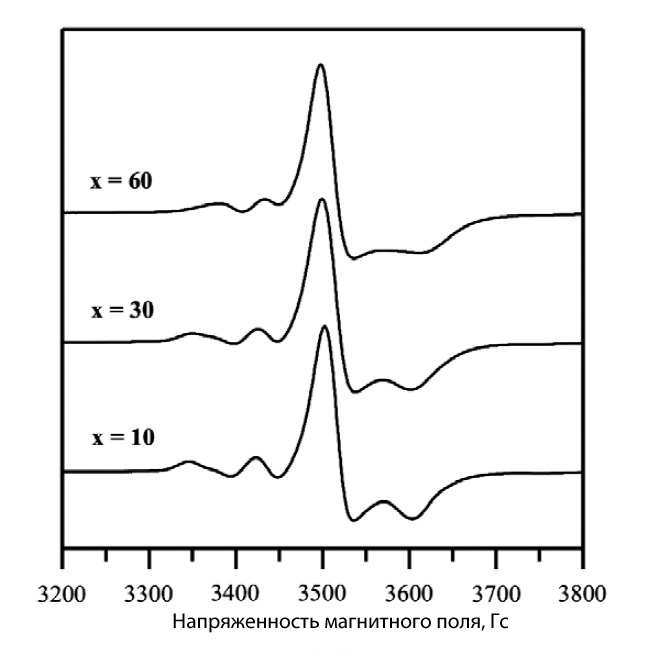 x = 60
x = 30
x = 10
3200 3300 3400 3500 3600 3700 3800
Напряженность магнитного поля, Гс